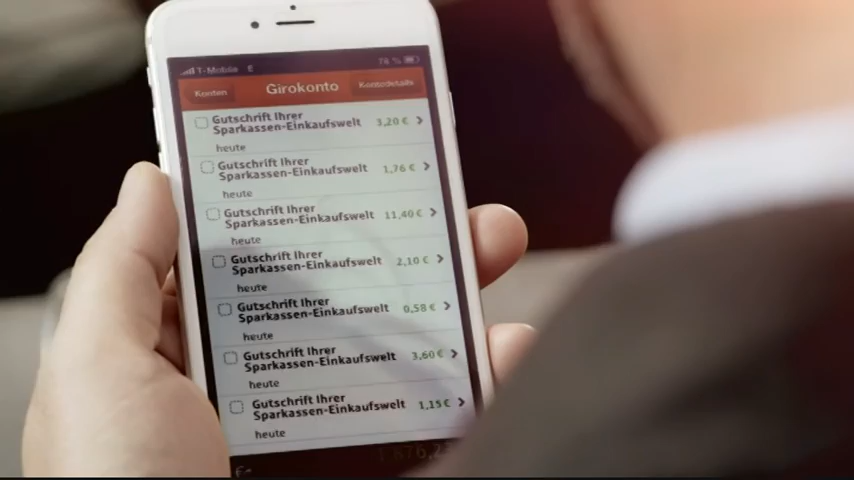 T-Mobile E 76 %
Konten Girokonto Kontodetails
Gutschrift Ihrer
Sparkassen-Einkaufswelt 3,20 €
heute
Gutschrift Ihrer
Sparkassen-Einkaufswelt 1,76 €
heute
Gutschrift Ihrer
Sparkassen-Einkaufswelt 11,40 €
heute
Gutschrift Ihrer
Sparkassen-Einkaufswelt 2,10 €
heute
Gutschrift Ihrer
Sparkassen-Einkaufswelt 0,58 €
heute
Gutschrift Ihrer
Sparkassen-Einkaufswelt 3,60 €
heute
Gutschrift Ihrer
Sparkassen-Einkaufswelt 1,15 €
heute